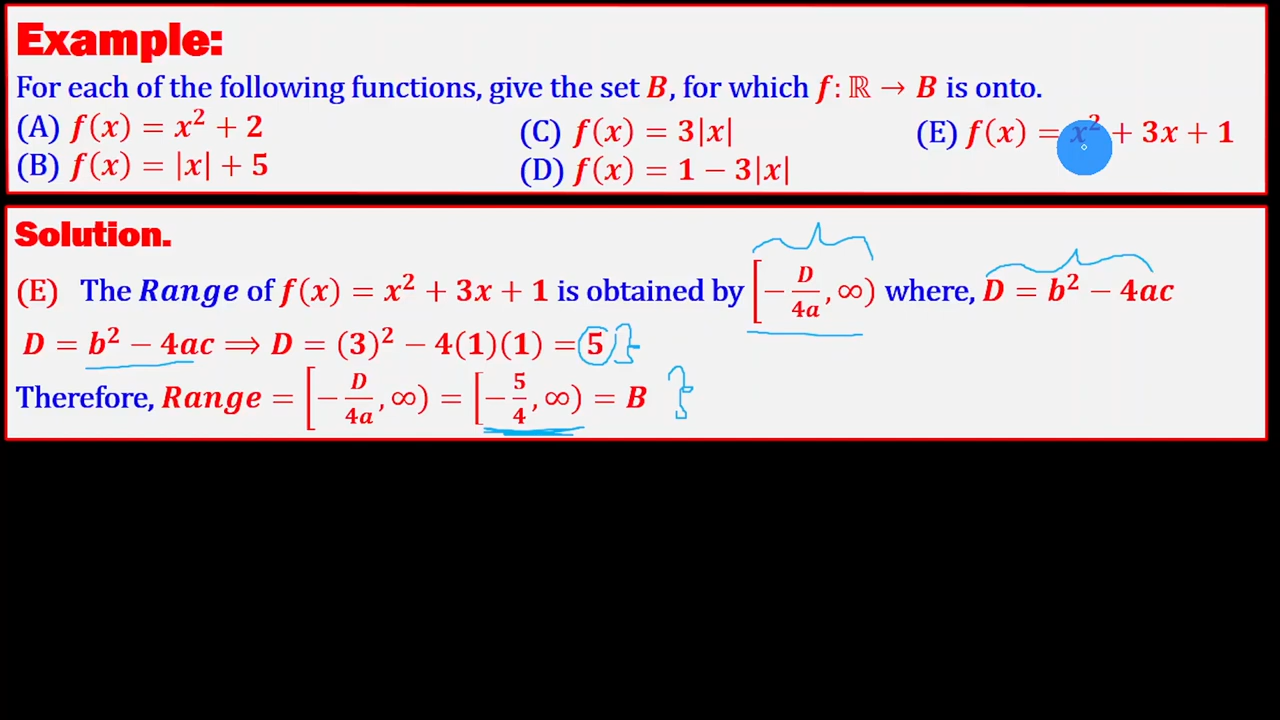 Example:
For each of the following functions, give the set B, for which f: ℝ → B is onto.
(A) f(x) = x² + 2
(B) f(x) = |x| + 5
(C) f(x) = 3|x|
(D) f(x) = 1 − 3|x|
(E) f(x) = x² + 3x + 1
Solution.
(E) The Range of f(x) = x² + 3x + 1 is obtained by [−D/4a, ∞) where, D = b² − 4ac
D = b² − 4ac ⟹ D = (3)² − 4(1)(1) = 5
Therefore, Range = [−D/4a, ∞) = [−5/4, ∞) = B